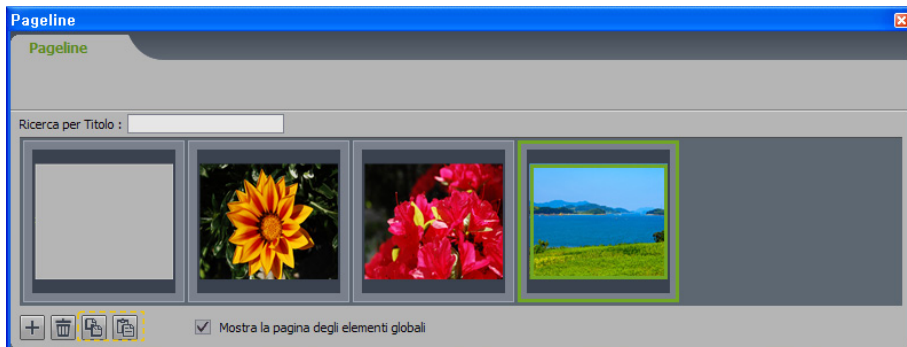 Pageline
Pageline
Ricerca per Titolo :
Mostra la pagina degli elementi globali